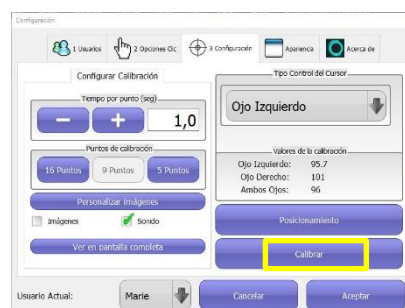 Configuración
1 Usuarios
2 Opciones Clic
3 Configuración
Apariencia
Acerca de
Configurar Calibración
Tiempo por punto (seg)
1,0
Puntos de calibración
16 Puntos
9 Puntos
5 Puntos
Personalizar Imágenes
Imágenes
Sonido
Ver en pantalla completa
Tipo Control del Cursor
Ojo Izquierdo
Valores de la calibración
Ojo Izquierdo: 95.7
Ojo Derecho: 101
Ambos Ojos: 96
Posicionamiento
Calibrar
Usuario Actual:
Marie
Cancelar
Aceptar